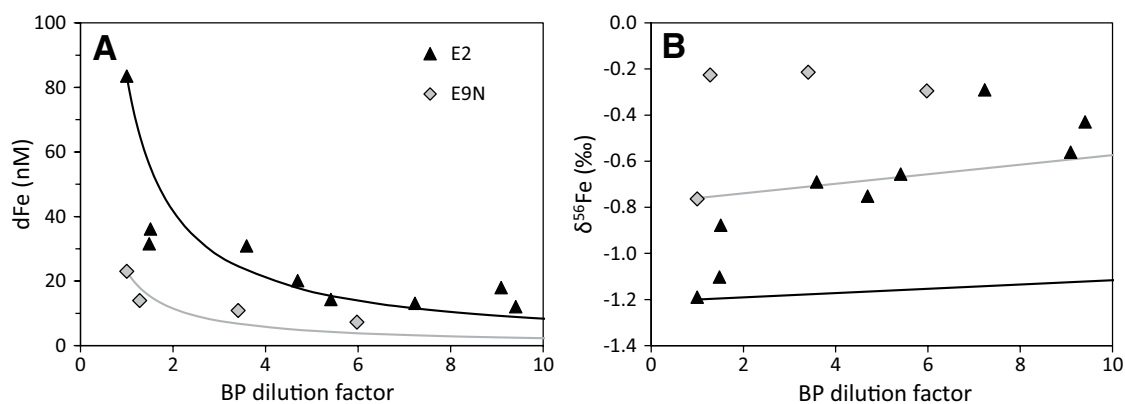 A
E2
E9N
100
80
60
40
20
0
dFe (nM)
0 2 4 6 8 10
BP dilution factor
B
0.0
-0.2
-0.4
-0.6
-0.8
-1.0
-1.2
-1.4
δ⁵⁶Fe (‰)
0 2 4 6 8 10
BP dilution factor